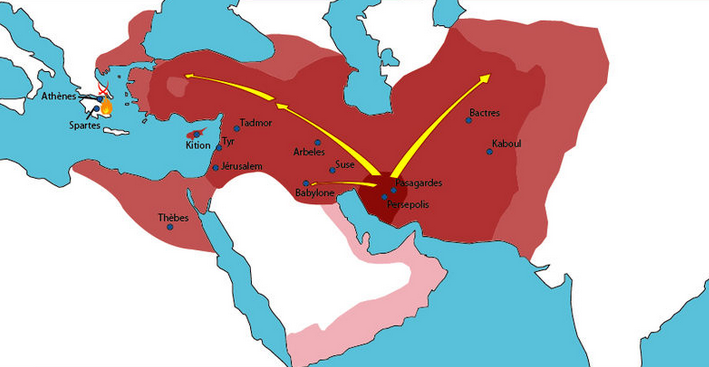 Athènes
Spartes
Kition
Tadmor
Tyr
Jérusalem
Arbeles
Suse
Babylone
Thèbes
Pasagardes
Persepolis
Bactres
Kaboul